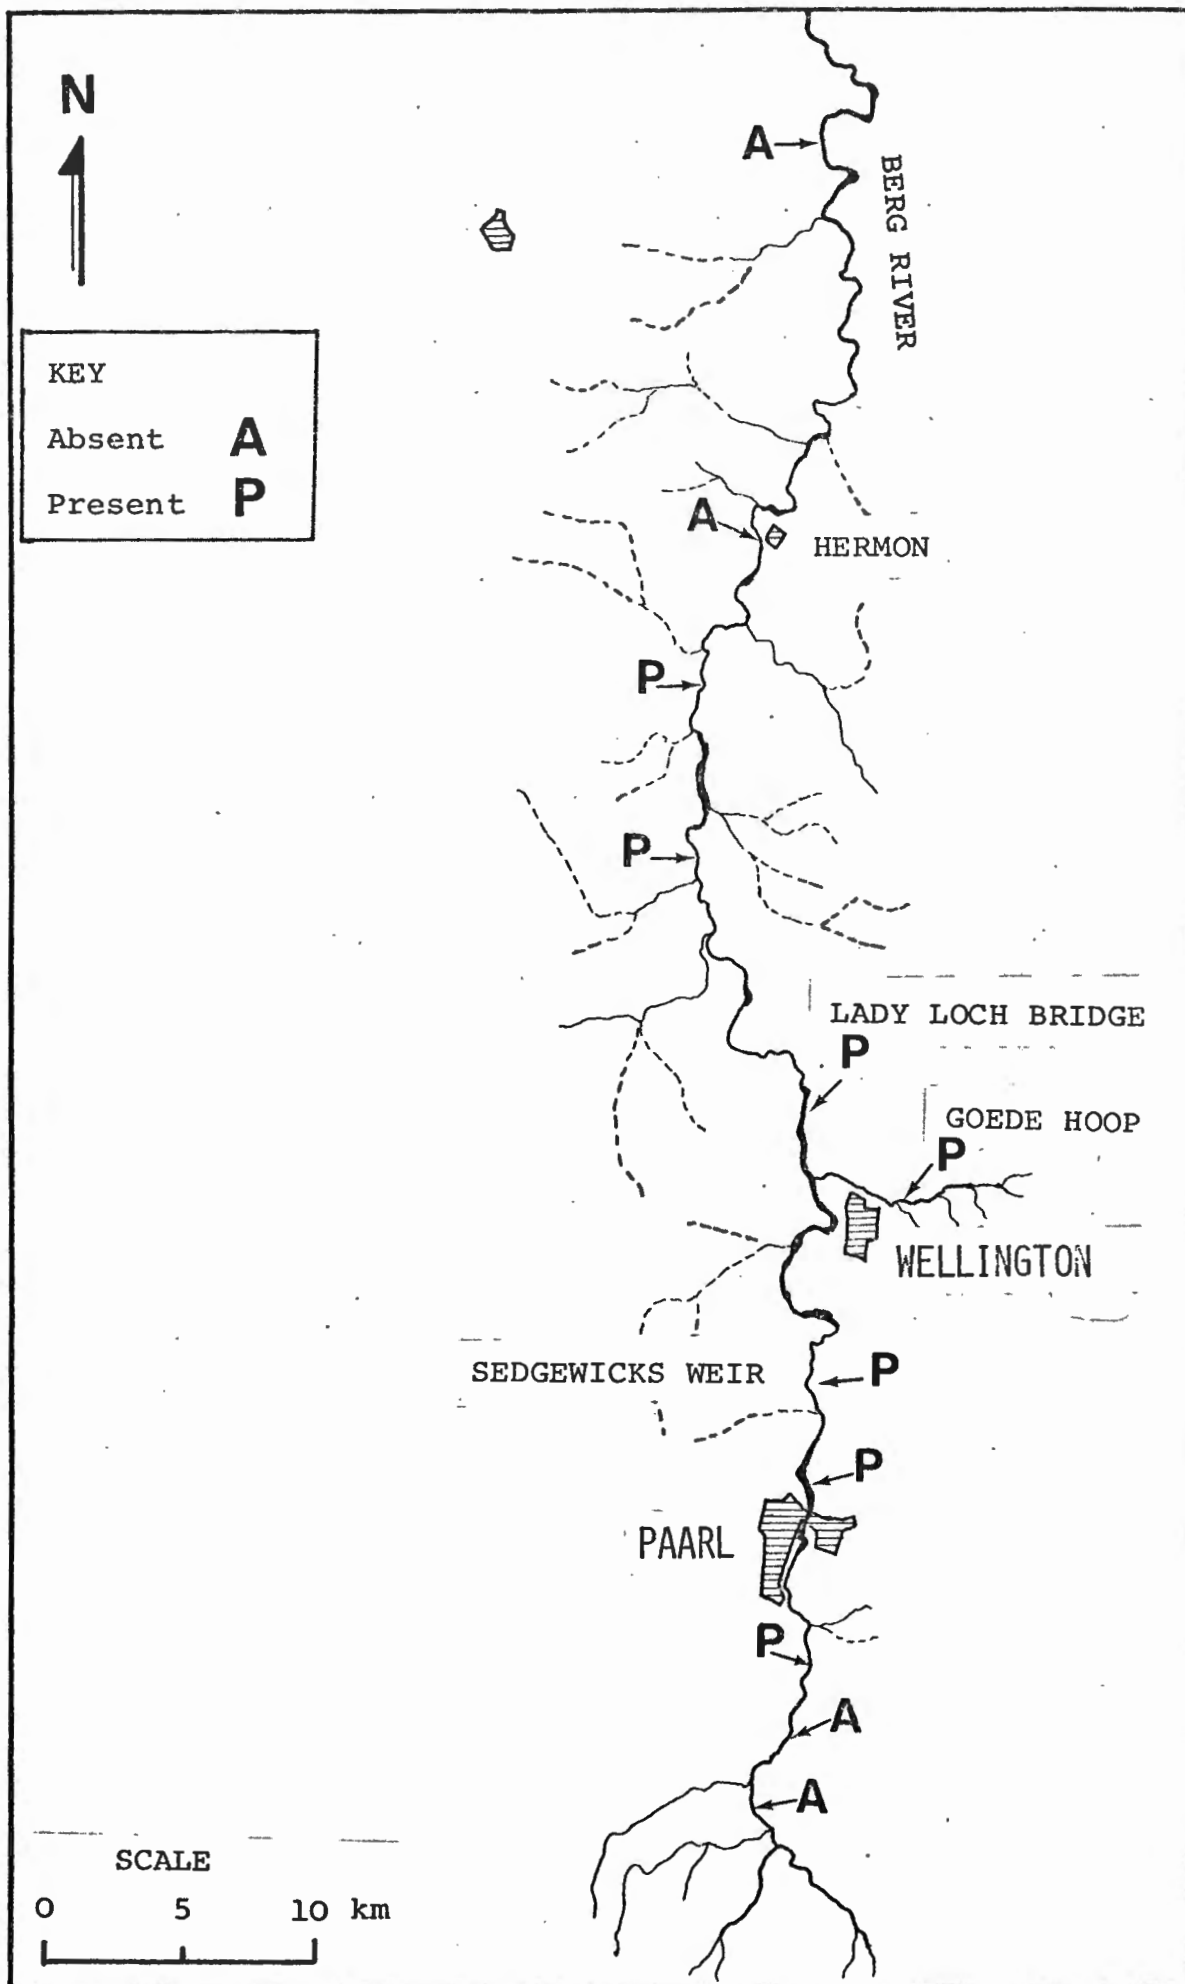 N
A
BERG RIVER
KEY
Absent A
Present P
A
HERMON
P
P
LADY LOCH BRIDGE
P
GOEDE HOOP
P
WELLINGTON
SEDGEWICKS WEIR
P
P
PAARL
P
A
A
SCALE
0 5 10 km